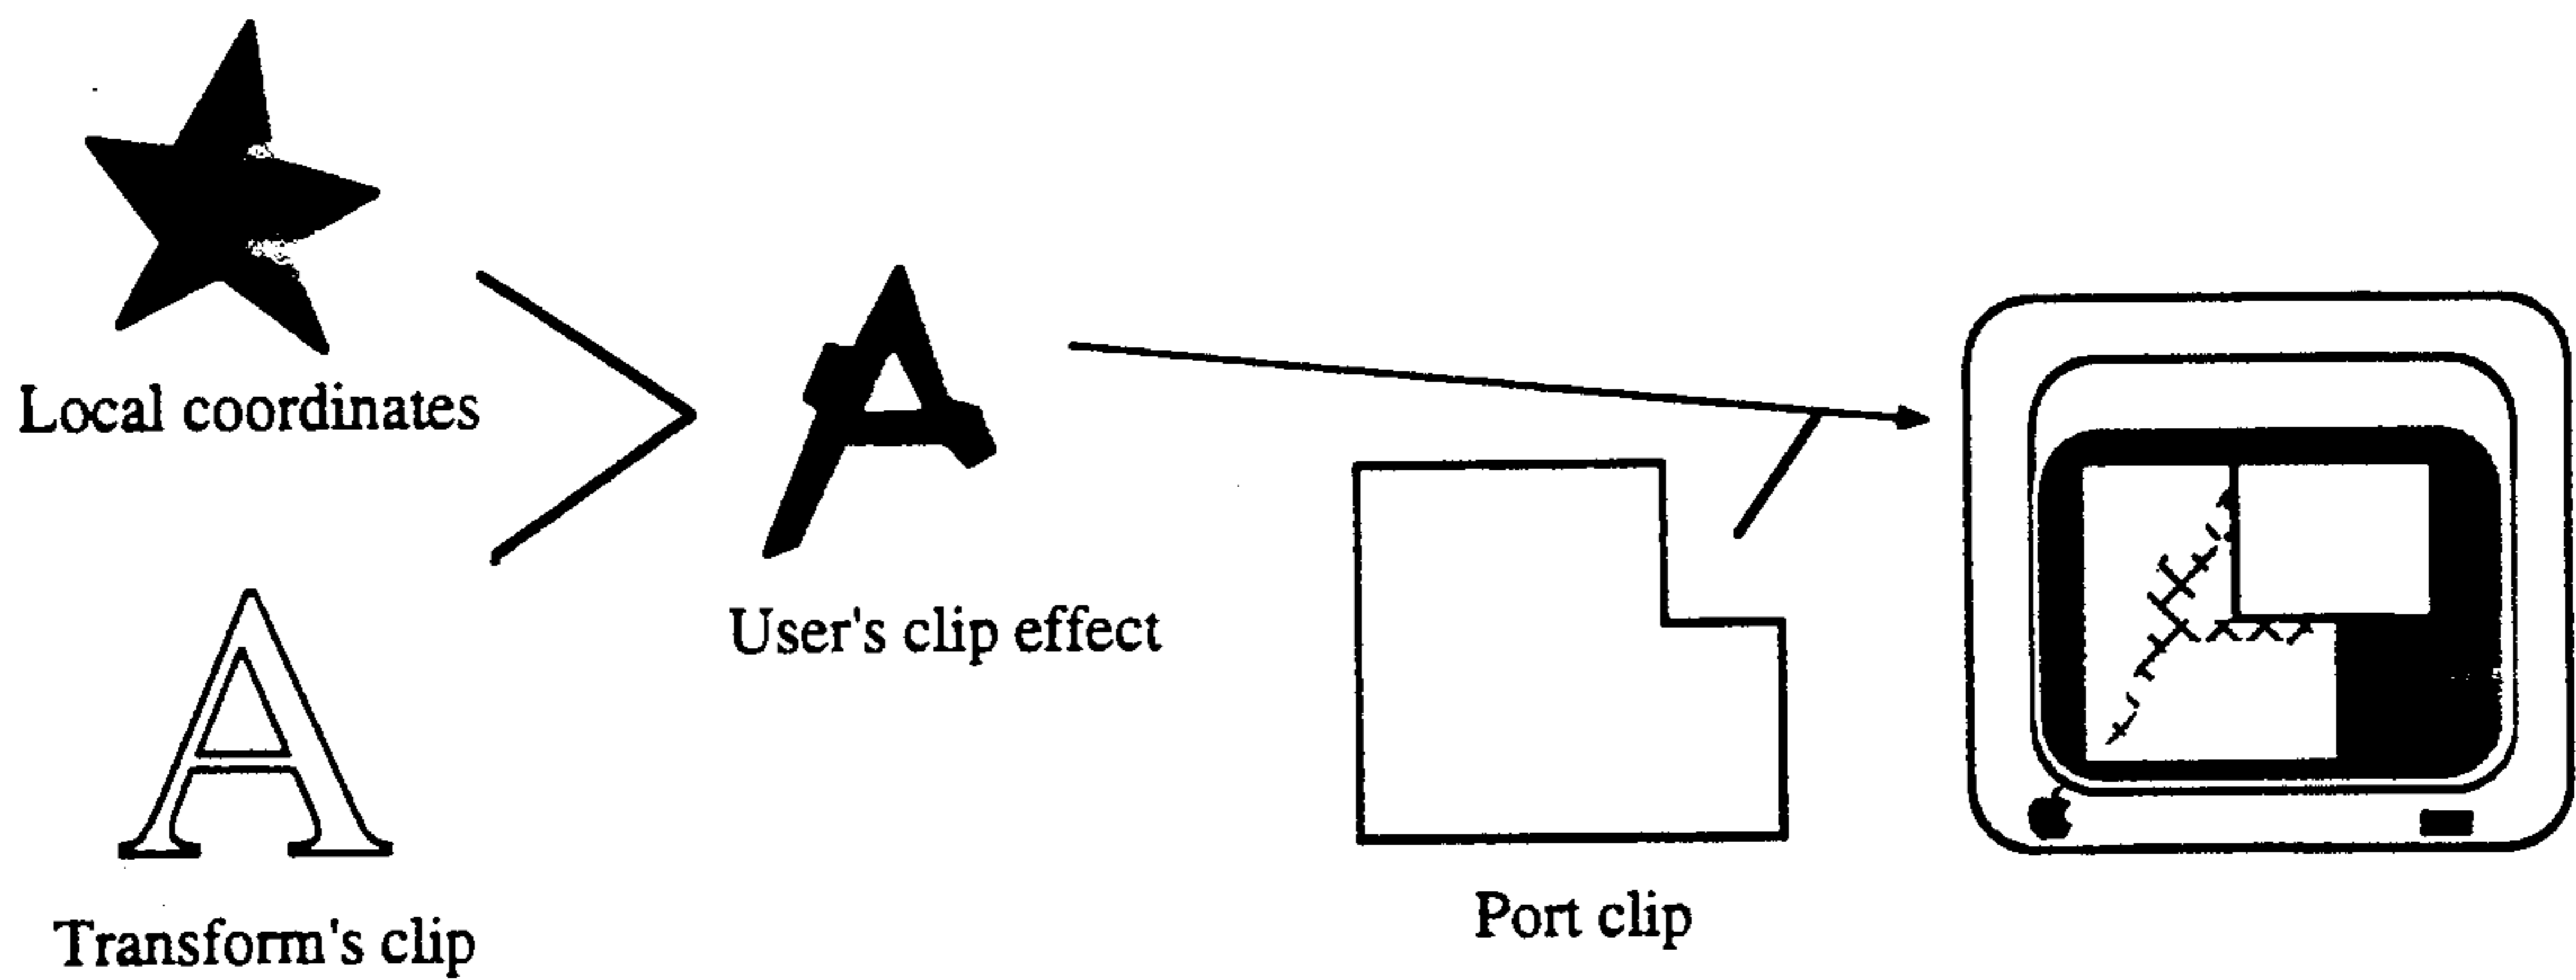 Local coordinates
A
User's clip effect
Transform's clip
Port clip